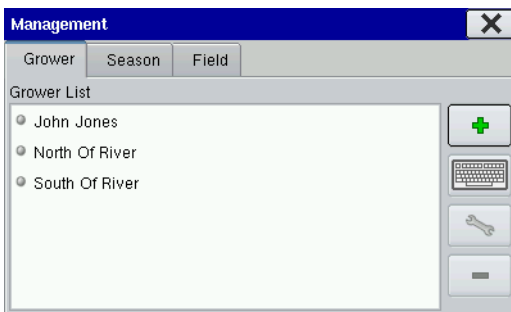 Management
Grower Season Field
Grower List
John Jones
North Of River
South Of River